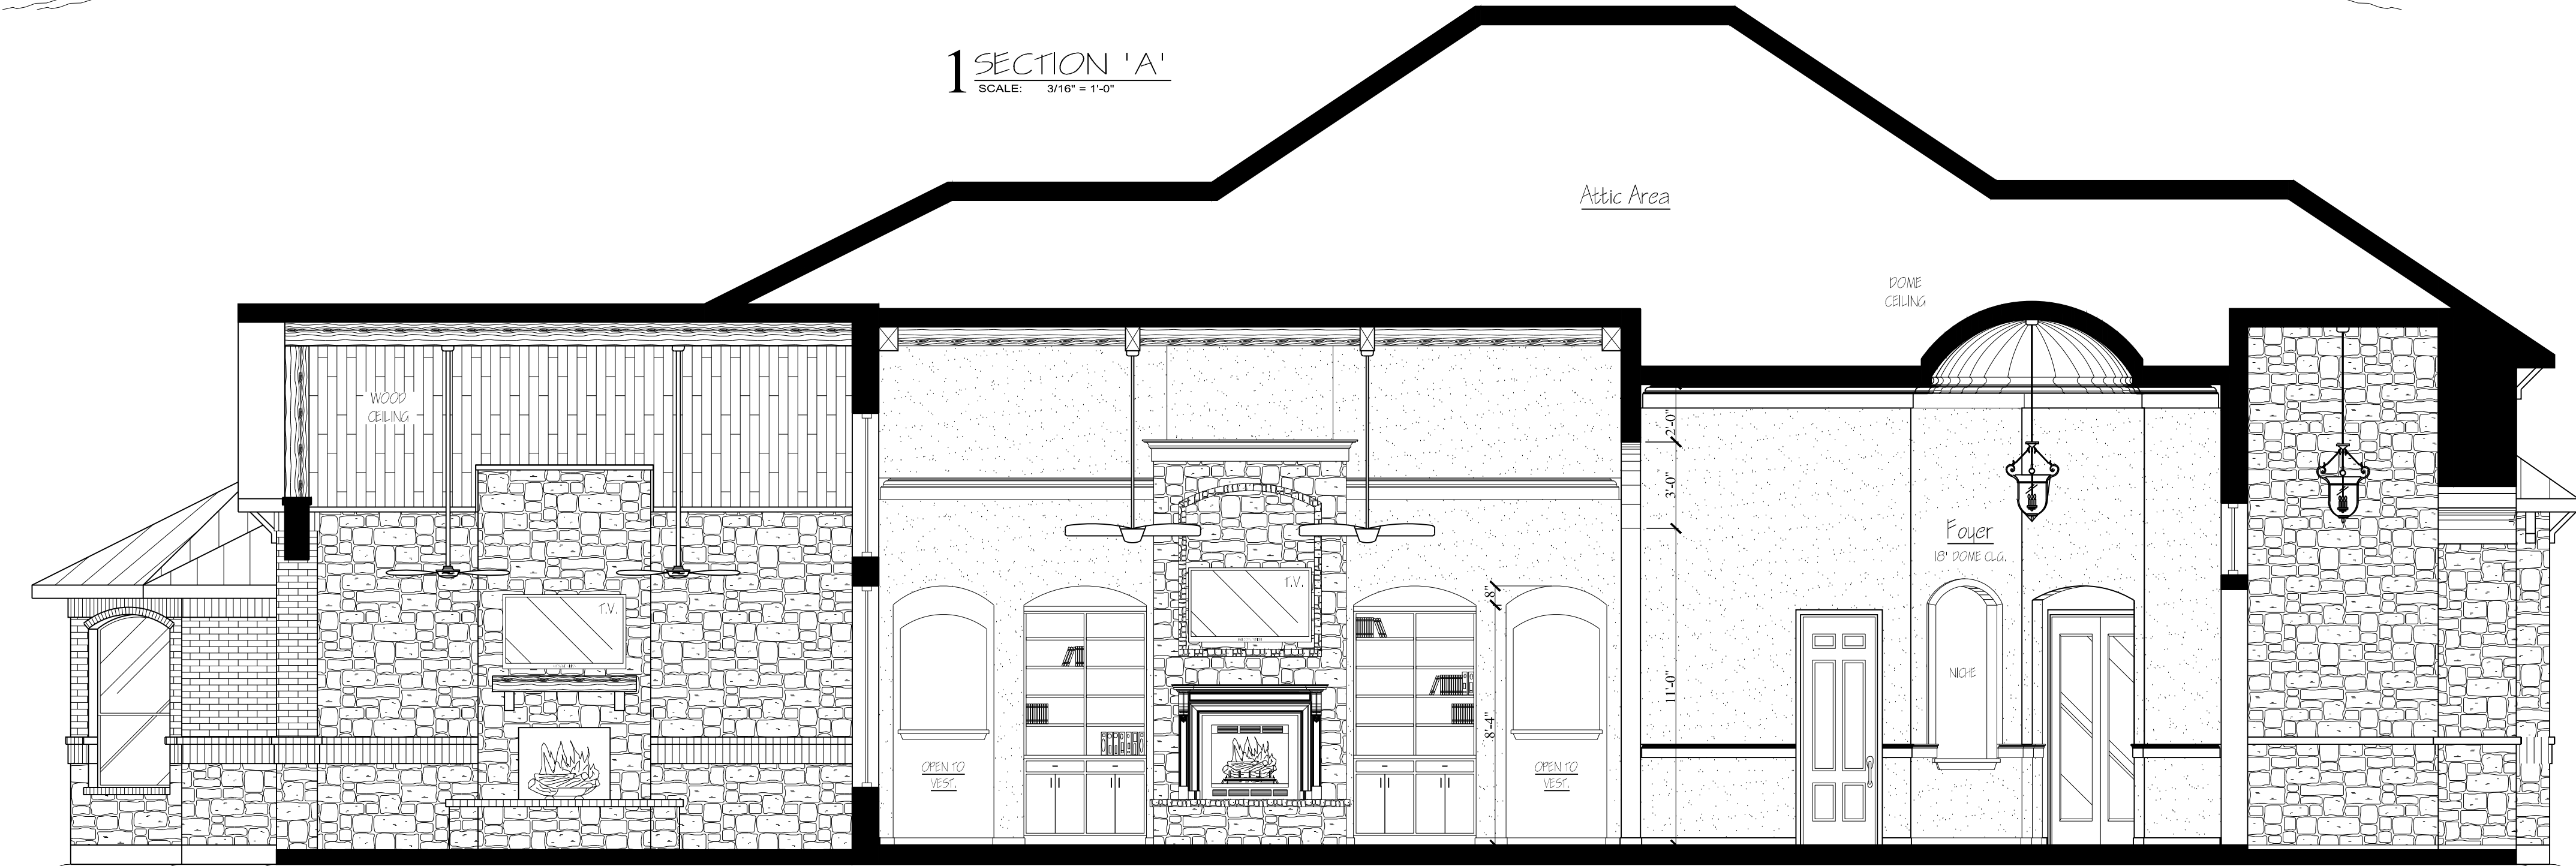 1 SECTION 'A'
SCALE: 3/16" = 1'-0"
Attic Area
DOME
CEILING
WOOD
CEILING
2'-0"
3'-0"
Foyer
18' DOME CLG.
T.V.
T.V.
8"
NICHE
11'-0"
8'-4"
OPEN TO
VEST.
OPEN TO
VEST.